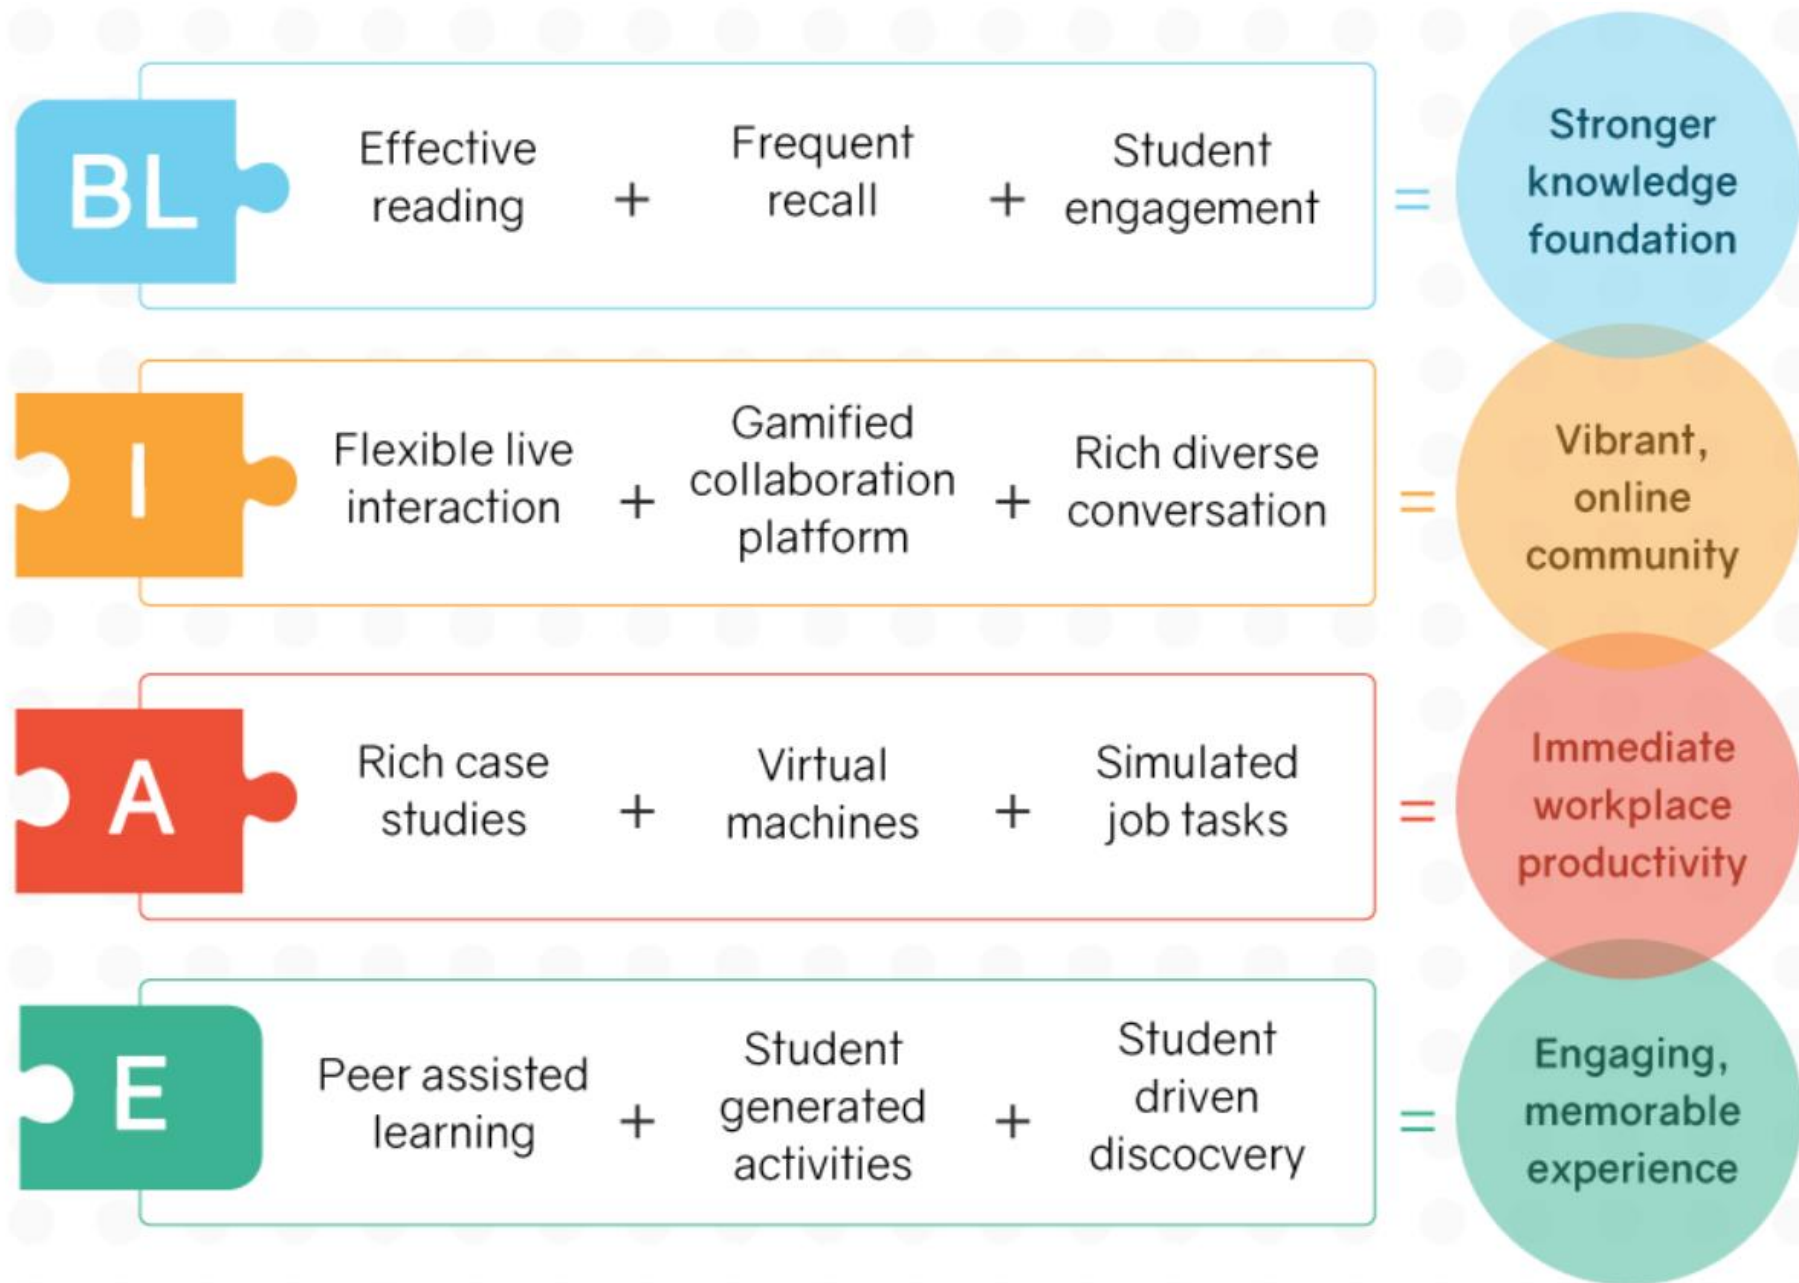 BL
Effective
reading
+
Frequent
recall
+
Student
engagement
=
Stronger
knowledge
foundation
I
Flexible live
interaction
+
Gamified
collaboration
platform
+
Rich diverse
conversation
=
Vibrant,
online
community
A
Rich case
studies
+
Virtual
machines
+
Simulated
job tasks
=
Immediate
workplace
productivity
E
Peer assisted
learning
+
Student
generated
activities
+
Student
driven
discocvery
=
Engaging,
memorable
experience